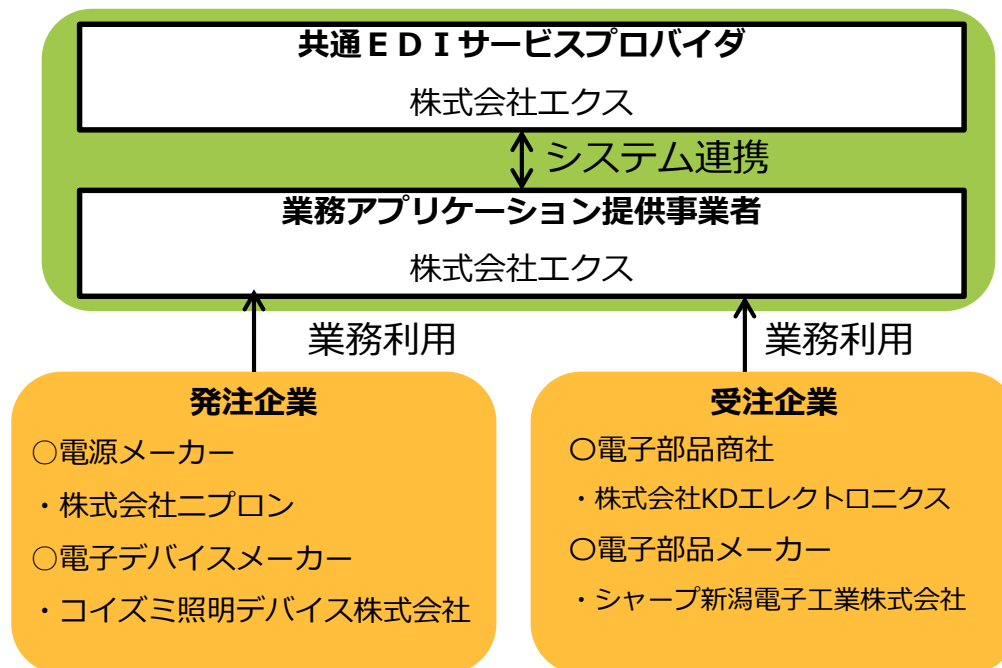 共通ＥＤＩサービスプロバイダ
株式会社エクス
システム連携
業務アプリケーション提供事業者
株式会社エクス
業務利用
業務利用
発注企業
○電源メーカー
・株式会社ニプロン
○電子デバイスメーカー
・コイズミ照明デバイス株式会社
受注企業
〇電子部品商社
・株式会社KDエレクトロニクス
〇電子部品メーカー
・シャープ新潟電子工業株式会社